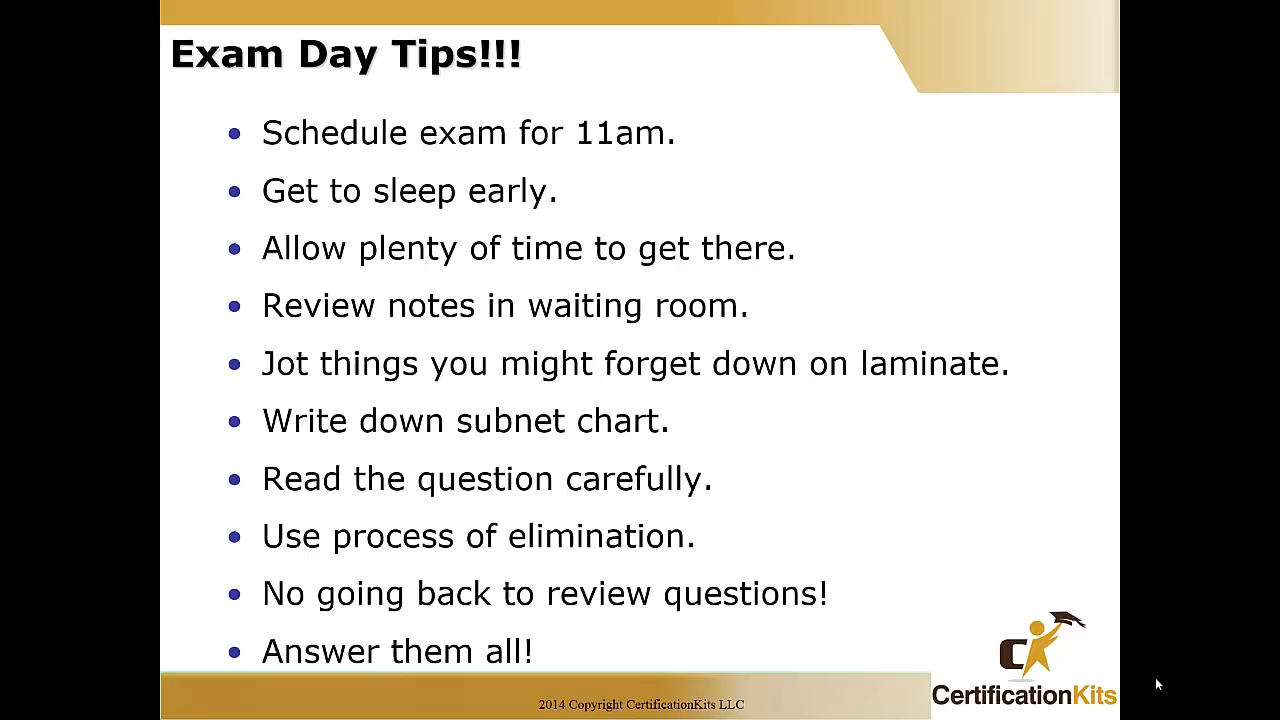 Exam Day Tips!!!
• Schedule exam for 11am.
• Get to sleep early.
• Allow plenty of time to get there.
• Review notes in waiting room.
• Jot things you might forget down on laminate.
• Write down subnet chart.
• Read the question carefully.
• Use process of elimination.
• No going back to review questions!
• Answer them all!
CK
CertificationKits
2014 Copyright CertificationKits LLC